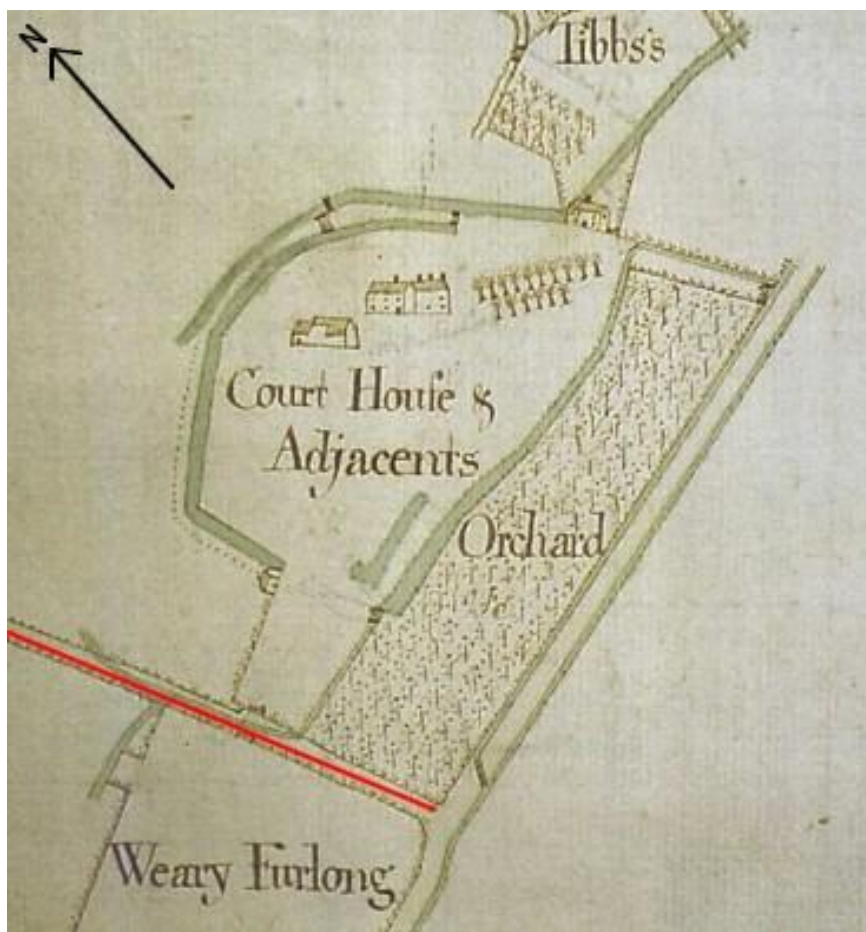 N
Tibbs's
Court House &
Adjacents
Orchard
&c
Weary Furlong